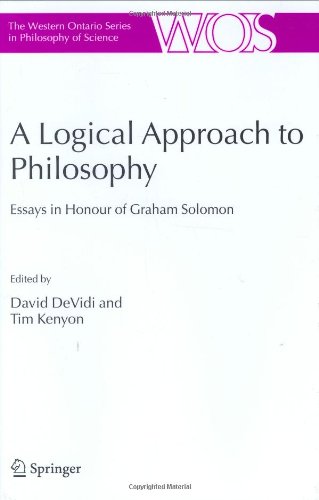 The Western Ontario Series
in Philosophy of Science
WOS
A Logical Approach to
Philosophy
Essays in Honour of Graham Solomon
Edited by
David DeVidi and
Tim Kenyon
Springer